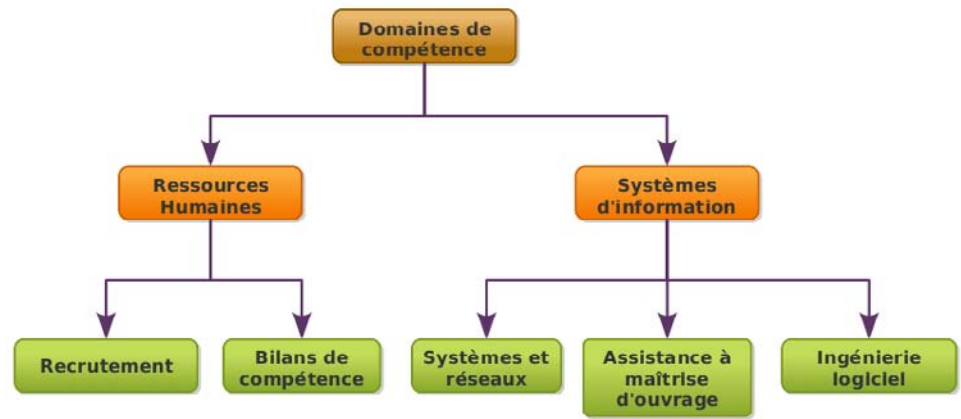 Domaines de
compétence
Ressources
Humaines
Systèmes
d'information
Recrutement
Bilans de
compétence
Systèmes et
réseaux
Assistance à
maîtrise
d'ouvrage
Ingénierie
logiciel